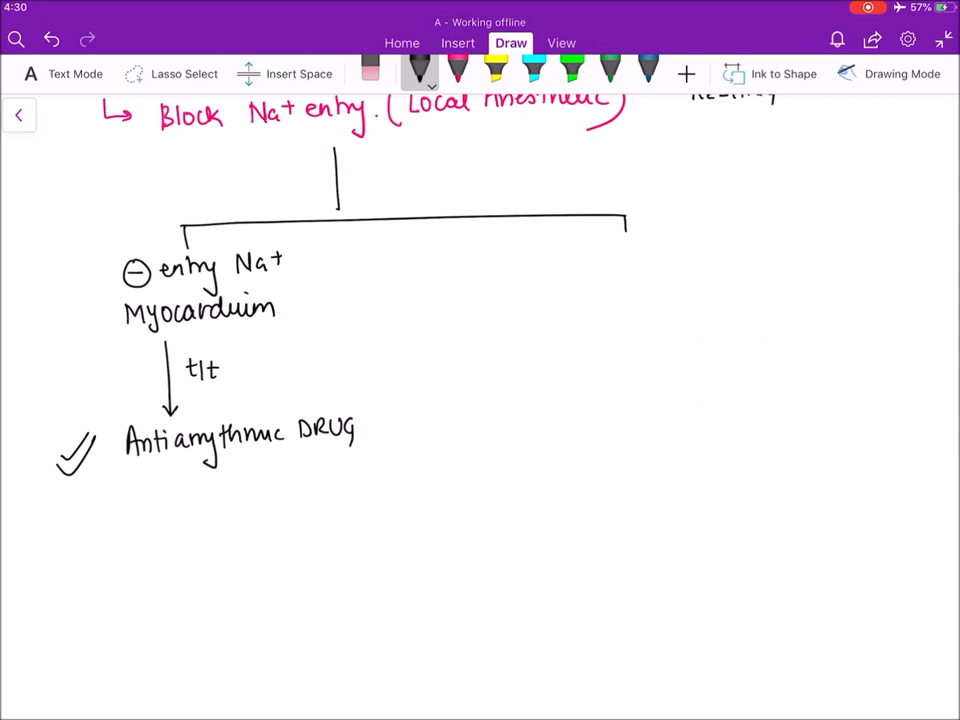 4:30
57%
A - Working offline
Home Insert Draw View
A Text Mode Lasso Select Insert Space Ink to Shape Drawing Mode
↳ Block Na+ entry. (Local Anesthetic)
⊖ entry Na+
Myocarduim
t/t
Antiarrythmic DRUG